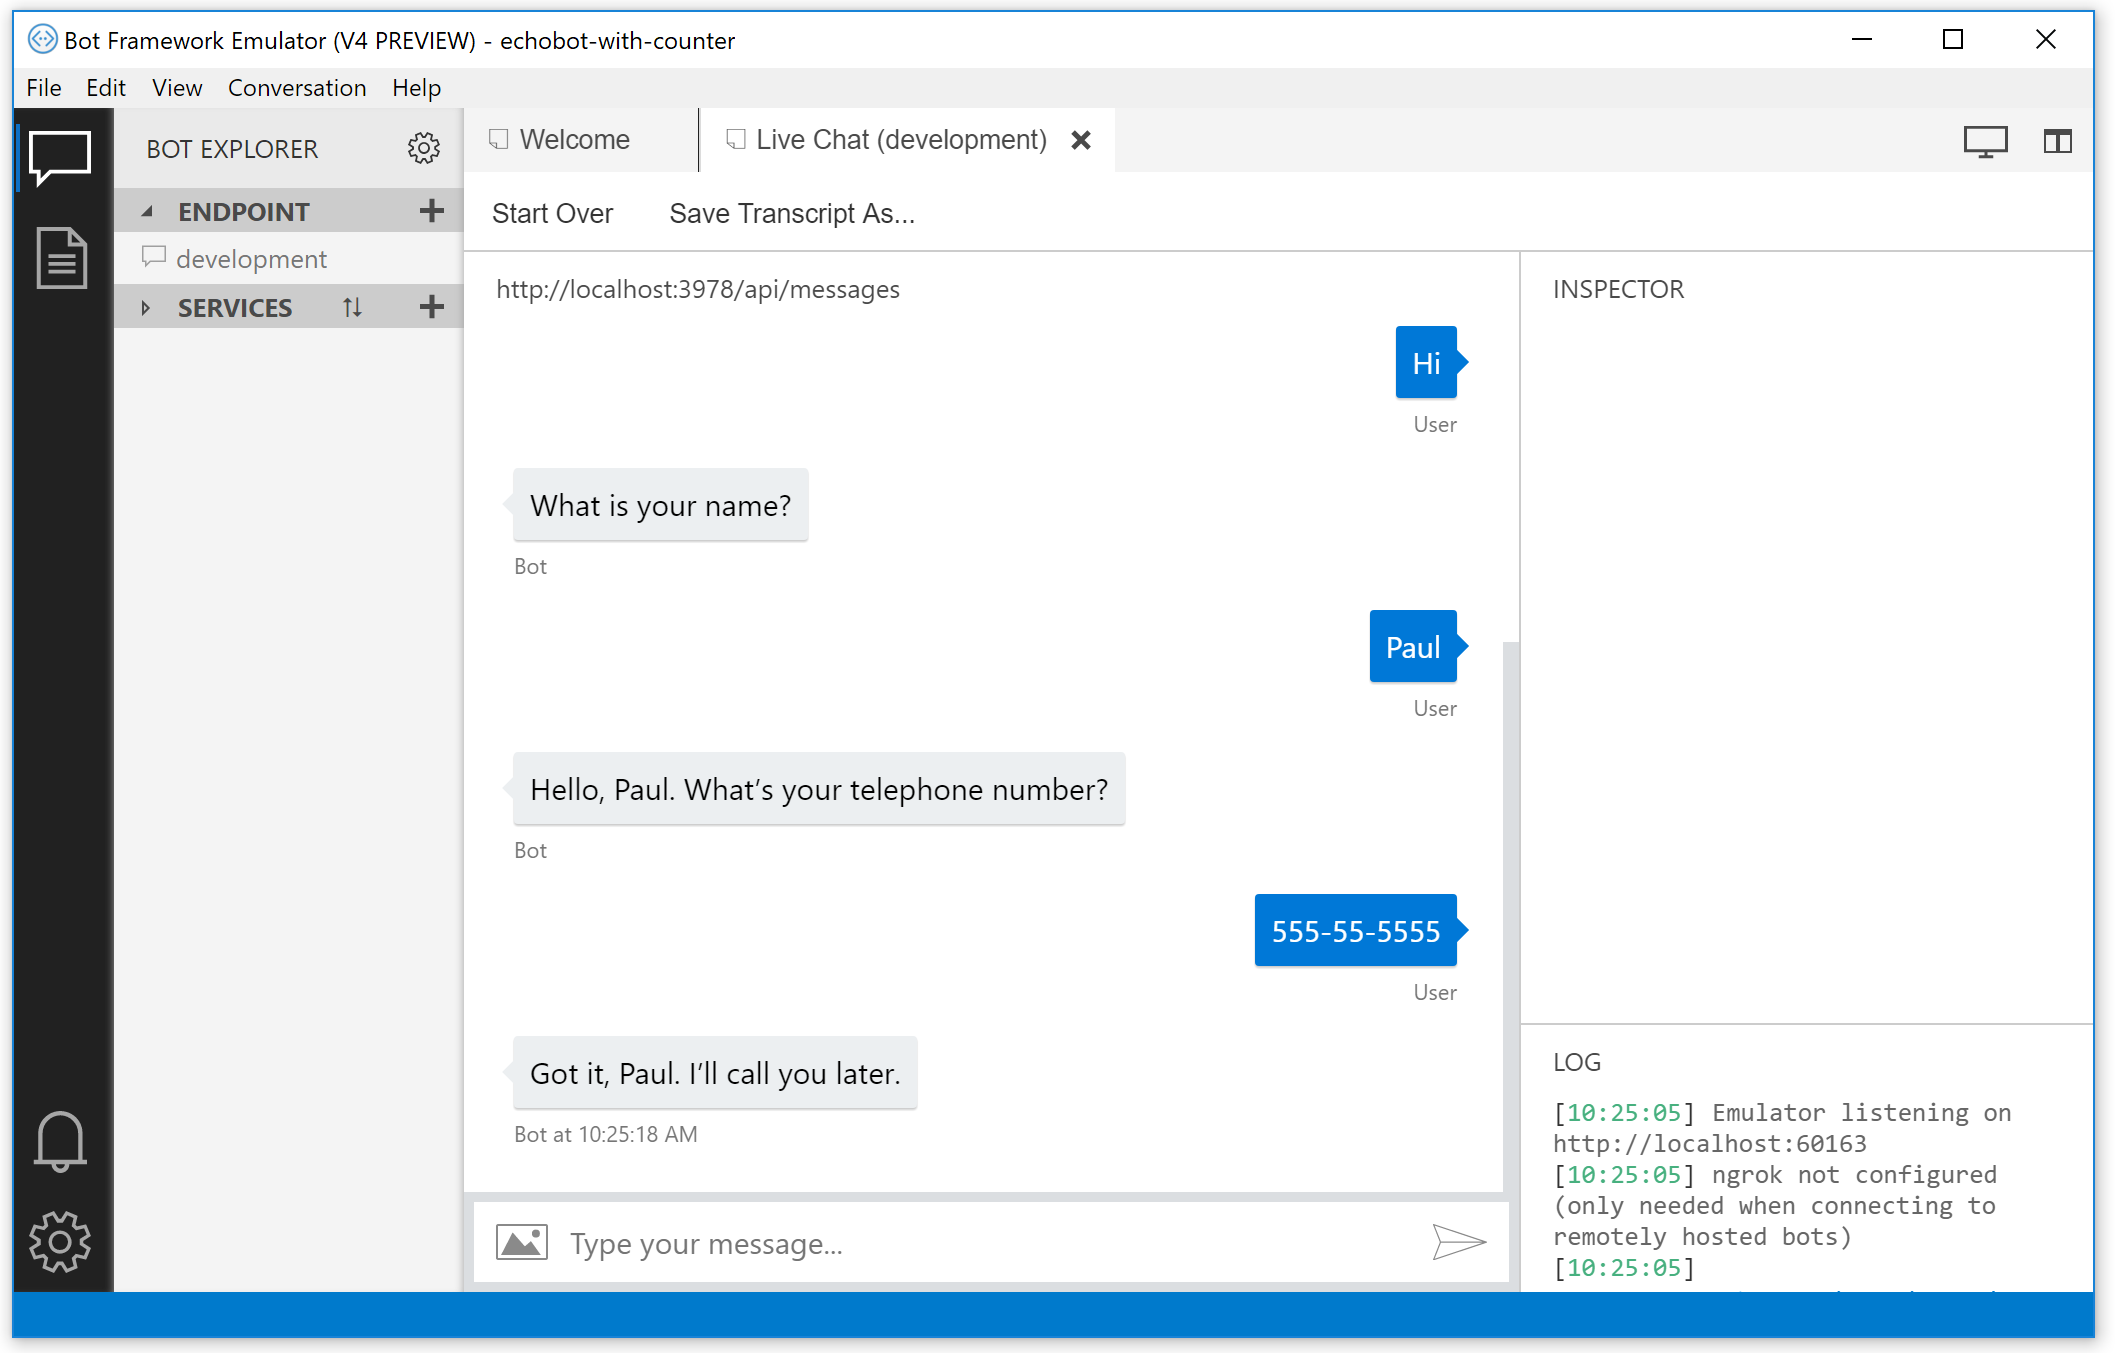 Bot Framework Emulator (V4 PREVIEW) - echobot-with-counter
File Edit View Conversation Help
BOT EXPLORER
ENDPOINT
development
SERVICES
Welcome
Live Chat (development)
Start Over Save Transcript As...
http://localhost:3978/api/messages
Hi
User
What is your name?
Bot
Paul
User
Hello, Paul. What's your telephone number?
Bot
555-55-5555
User
Got it, Paul. I'll call you later.
Bot at 10:25:18 AM
Type your message...
INSPECTOR
LOG
[10:25:05] Emulator listening on
http://localhost:60163
[10:25:05] ngrok not configured
(only needed when connecting to
remotely hosted bots)
[10:25:05]